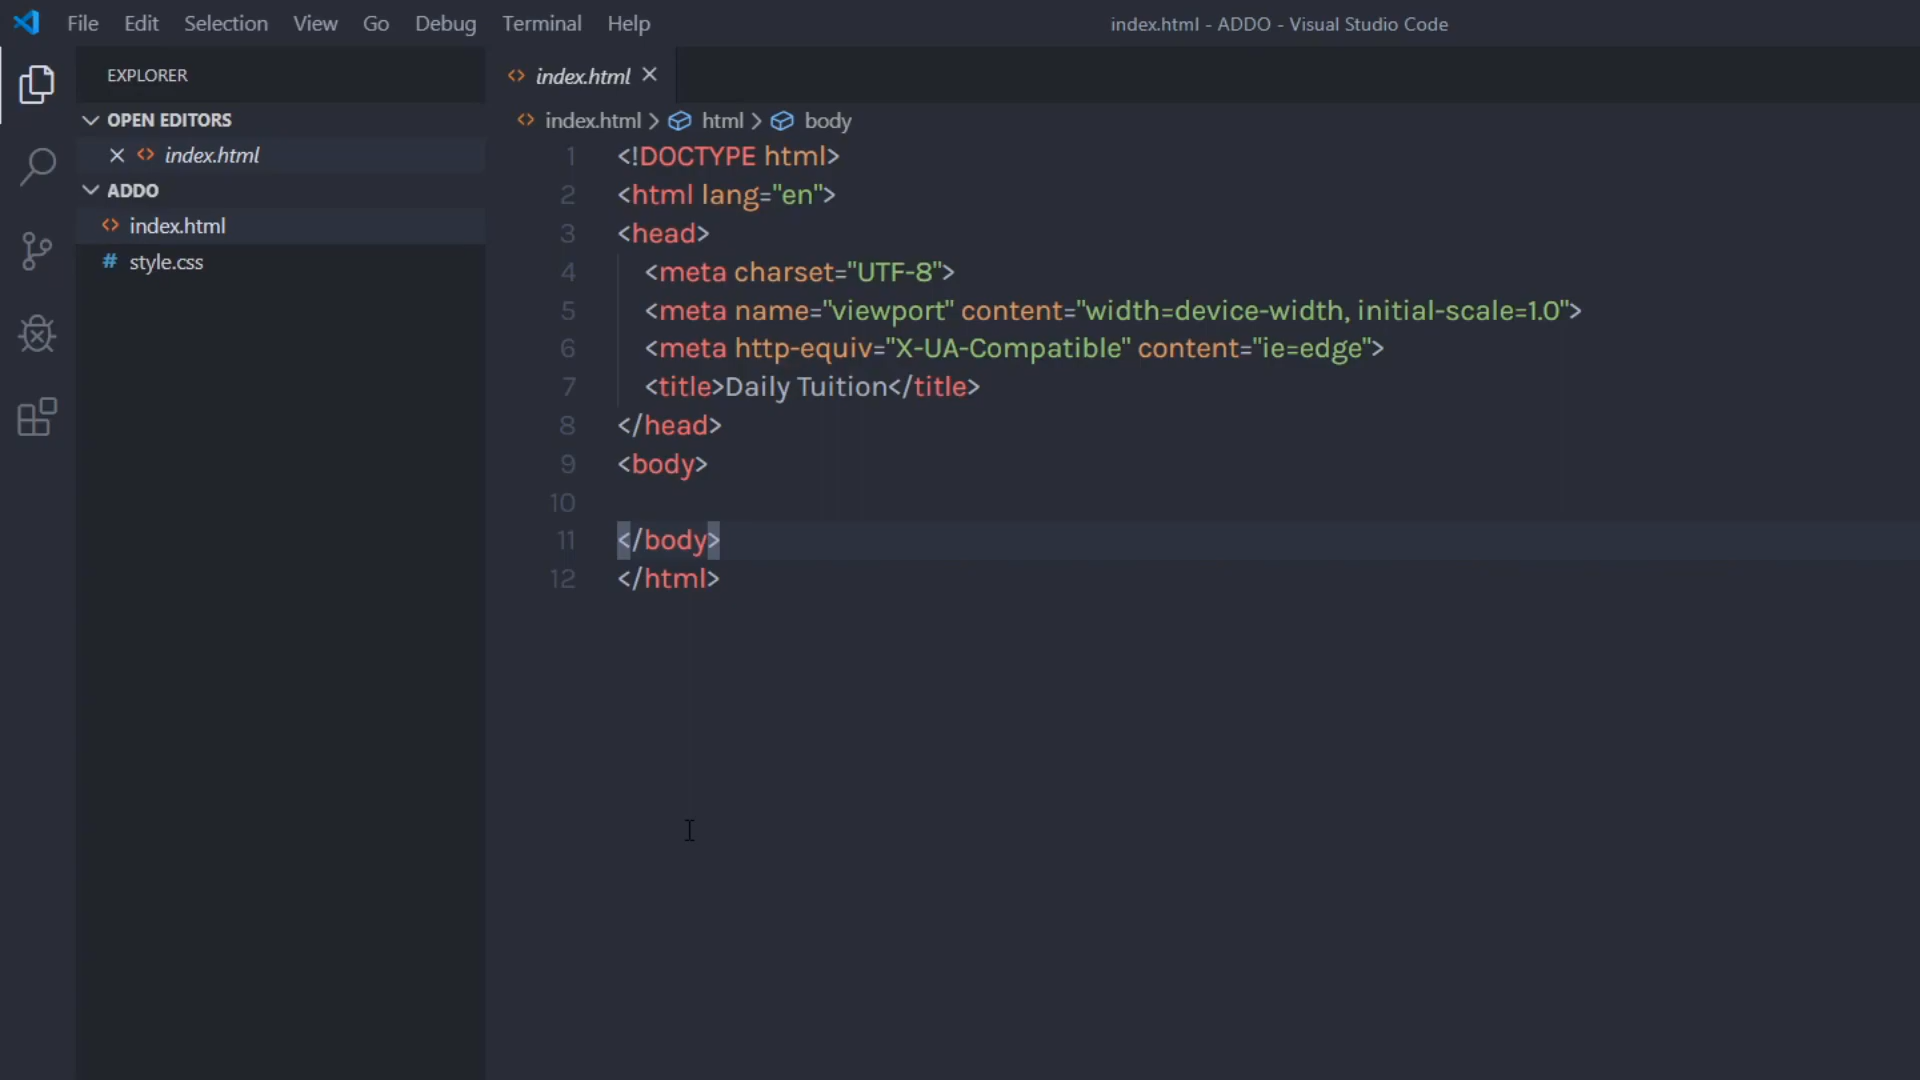 File Edit Selection View Go Debug Terminal Help
index.html - ADDO - Visual Studio Code
EXPLORER
OPEN EDITORS
index.html
ADDO
index.html
# style.css
index.html
index.html > html > body
1 <!DOCTYPE html>
2 <html lang="en">
3 <head>
4 <meta charset="UTF-8">
5 <meta name="viewport" content="width=device-width, initial-scale=1.0">
6 <meta http-equiv="X-UA-Compatible" content="ie=edge">
7 <title>Daily Tuition</title>
8 </head>
9 <body>
10
11 </body>
12 </html>